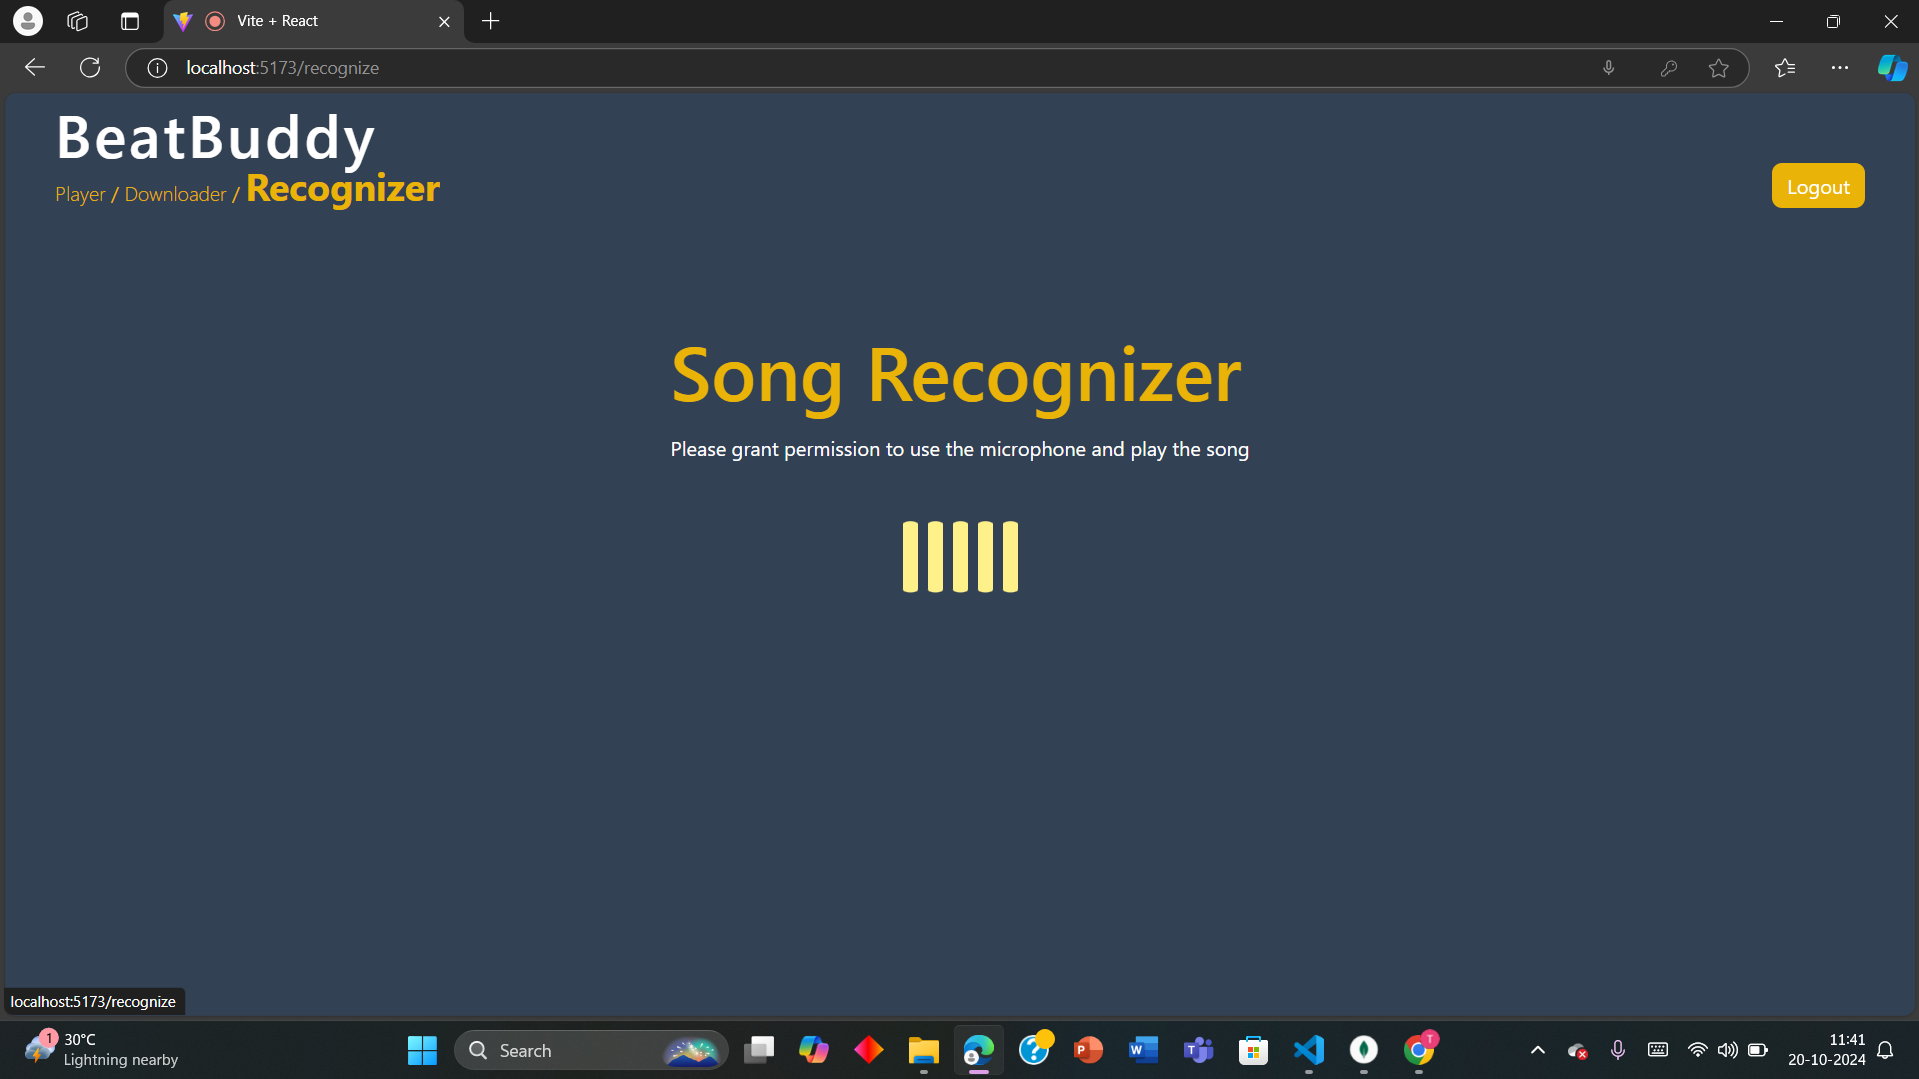 Vite + React
localhost:5173/recognize
BeatBuddy
Player / Downloader / Recognizer
Logout
Song Recognizer
Please grant permission to use the microphone and play the song
localhost:5173/recognize
1
30°C
Lightning nearby
Search
P
W
T
T
11:41
20-10-2024